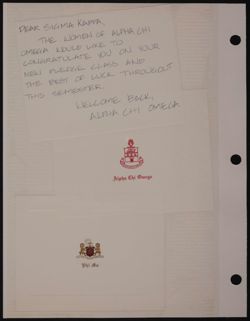 DEAR SIGMA KAPPA,
THE WOMEN OF ALPHA CHI
OMEGA WOULD LIKE TO
CONGRATULATE YOU ON YOUR
NEW PLEDGE CLASS AND
THE BEST OF LUCK THROUGOUT
THIS SEMESTER.
WELCOME BACK,
ALPHA CHI OMEGA
Alpha Chi Omega
Phi Mu